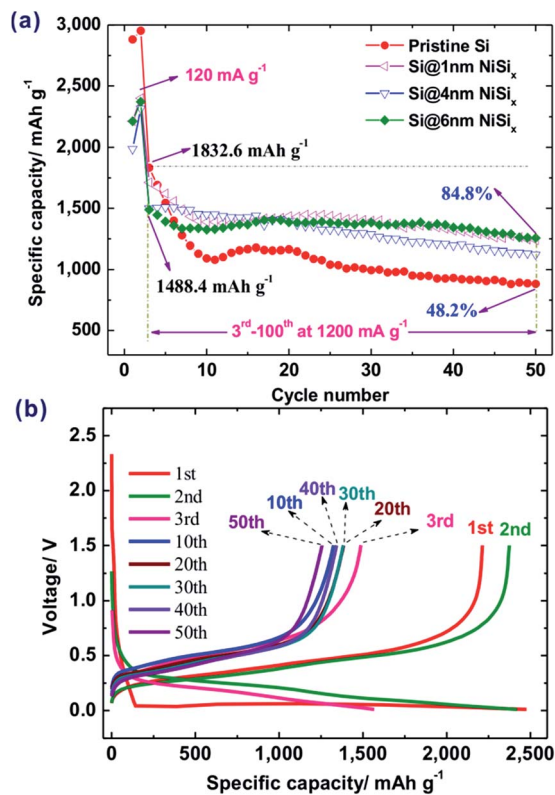 (a)
3,000
2,500
2,000
1,500
1,000
500
Specific capacity/ mAh g⁻¹
Pristine Si
Si@1nm NiSiₓ
Si@4nm NiSiₓ
Si@6nm NiSiₓ
120 mA g⁻¹
1832.6 mAh g⁻¹
84.8%
1488.4 mAh g⁻¹
48.2%
3ʳᵈ-100ᵗʰ at 1200 mA g⁻¹
0 10 20 30 40 50
Cycle number
(b)
2.5
2.0
1.5
1.0
0.5
0.0
Voltage/ V
1st
2nd
3rd
10th
20th
30th
40th
50th
50th
10th
40th
30th
20th
3rd
1st
2nd
0 500 1,000 1,500 2,000 2,500
Specific capacity/ mAh g⁻¹